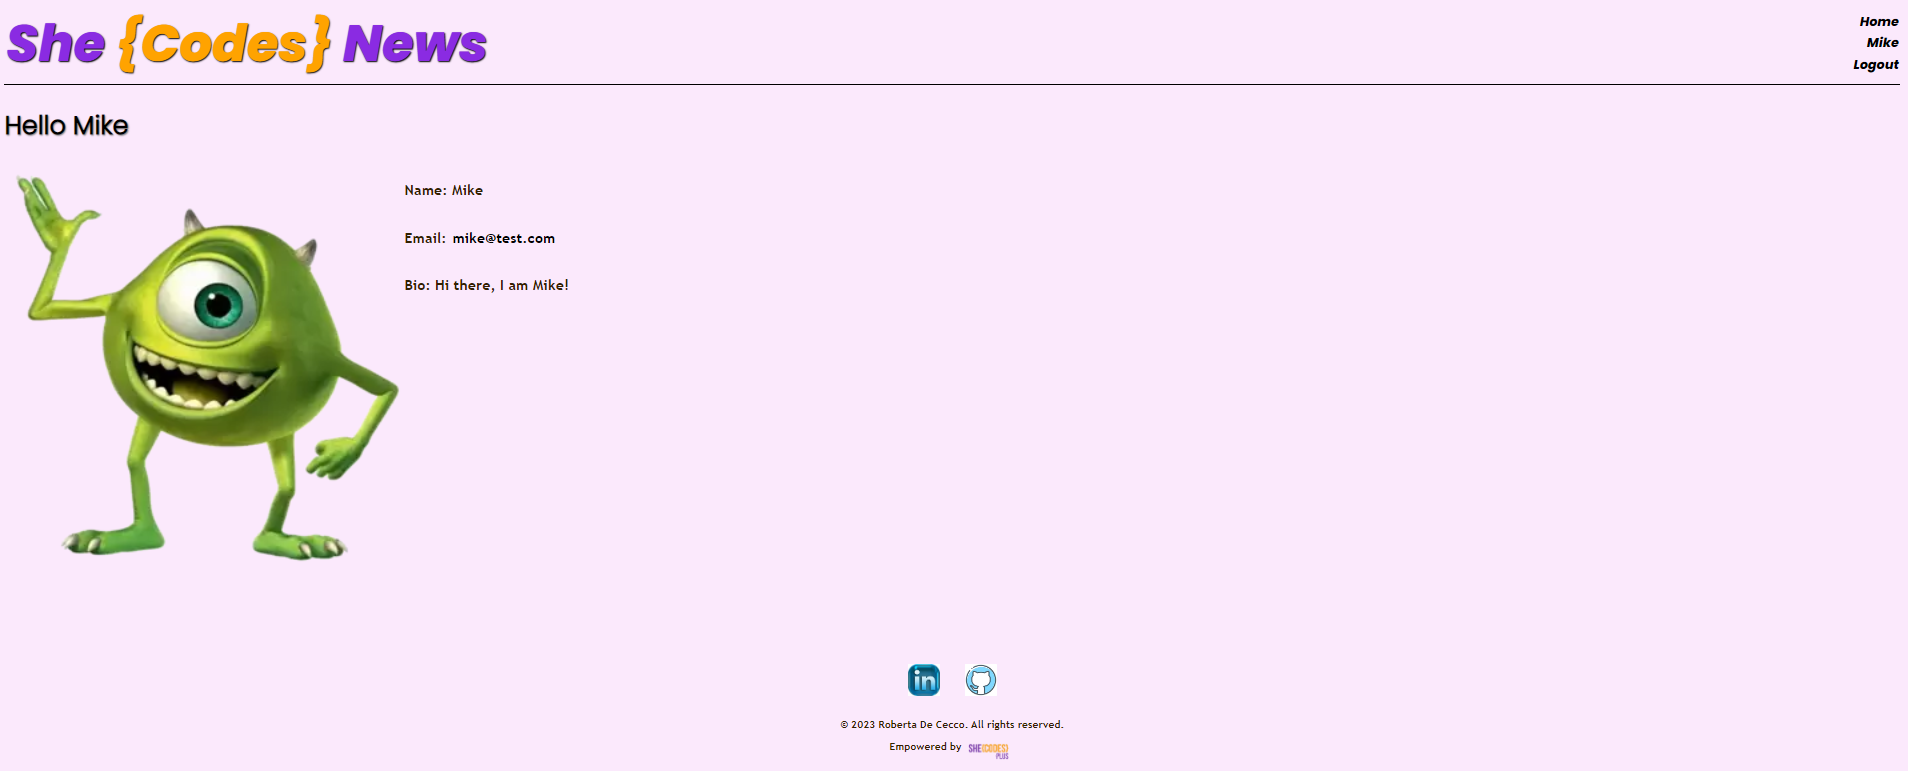 She {Codes} News
Home
Mike
Logout
Hello Mike
Name: Mike
Email: mike@test.com
Bio: Hi there, I am Mike!
in
© 2023 Roberta De Cecco. All rights reserved.
Empowered by SHE{CODES}
PLUS